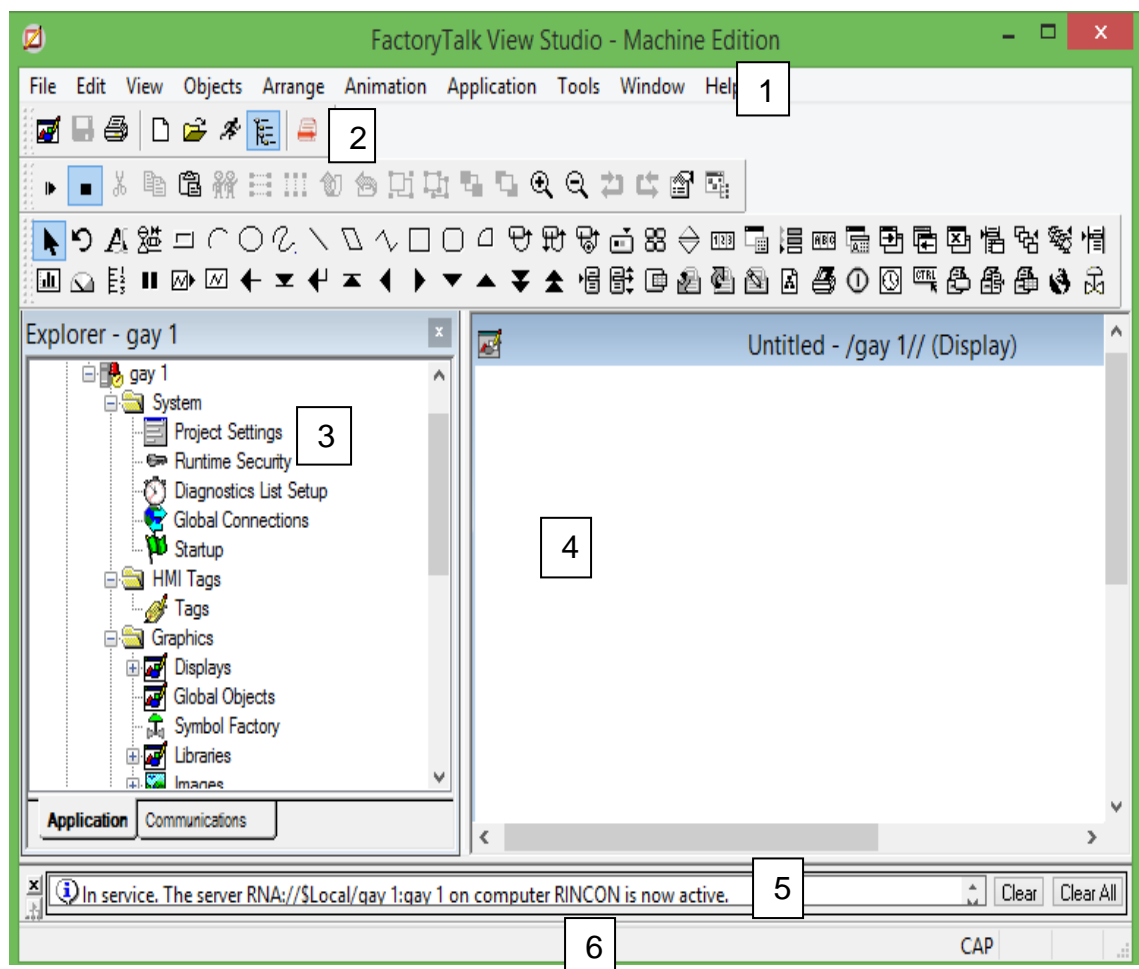 FactoryTalk View Studio - Machine Edition
File Edit View Objects Arrange Animation Application Tools Window Help
1
2
Explorer - gay 1
gay 1
System
Project Settings
3
Runtime Security
Diagnostics List Setup
Global Connections
Startup
HMI Tags
Tags
Graphics
Displays
Global Objects
Symbol Factory
Libraries
Images
Application Communications
Untitled - /gay 1// (Display)
4
In service. The server RNA://$Local/gay 1:gay 1 on computer RINCON is now active.
5
Clear Clear All
6
CAP